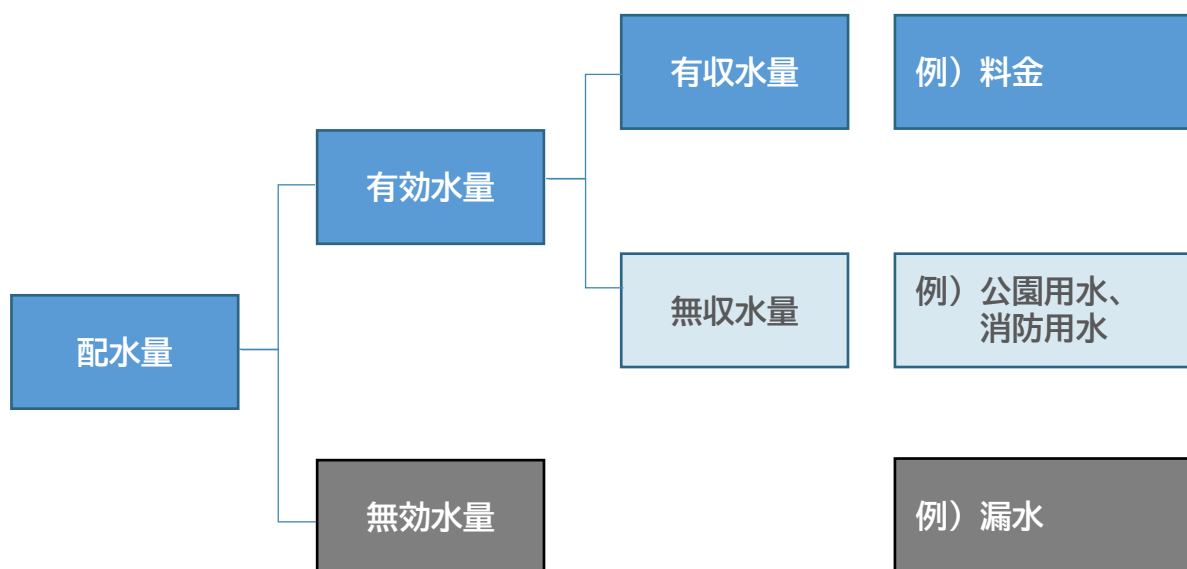 有収水量
例）料金
有効水量
無収水量
例）公園用水、
消防用水
配水量
無効水量
例）漏水